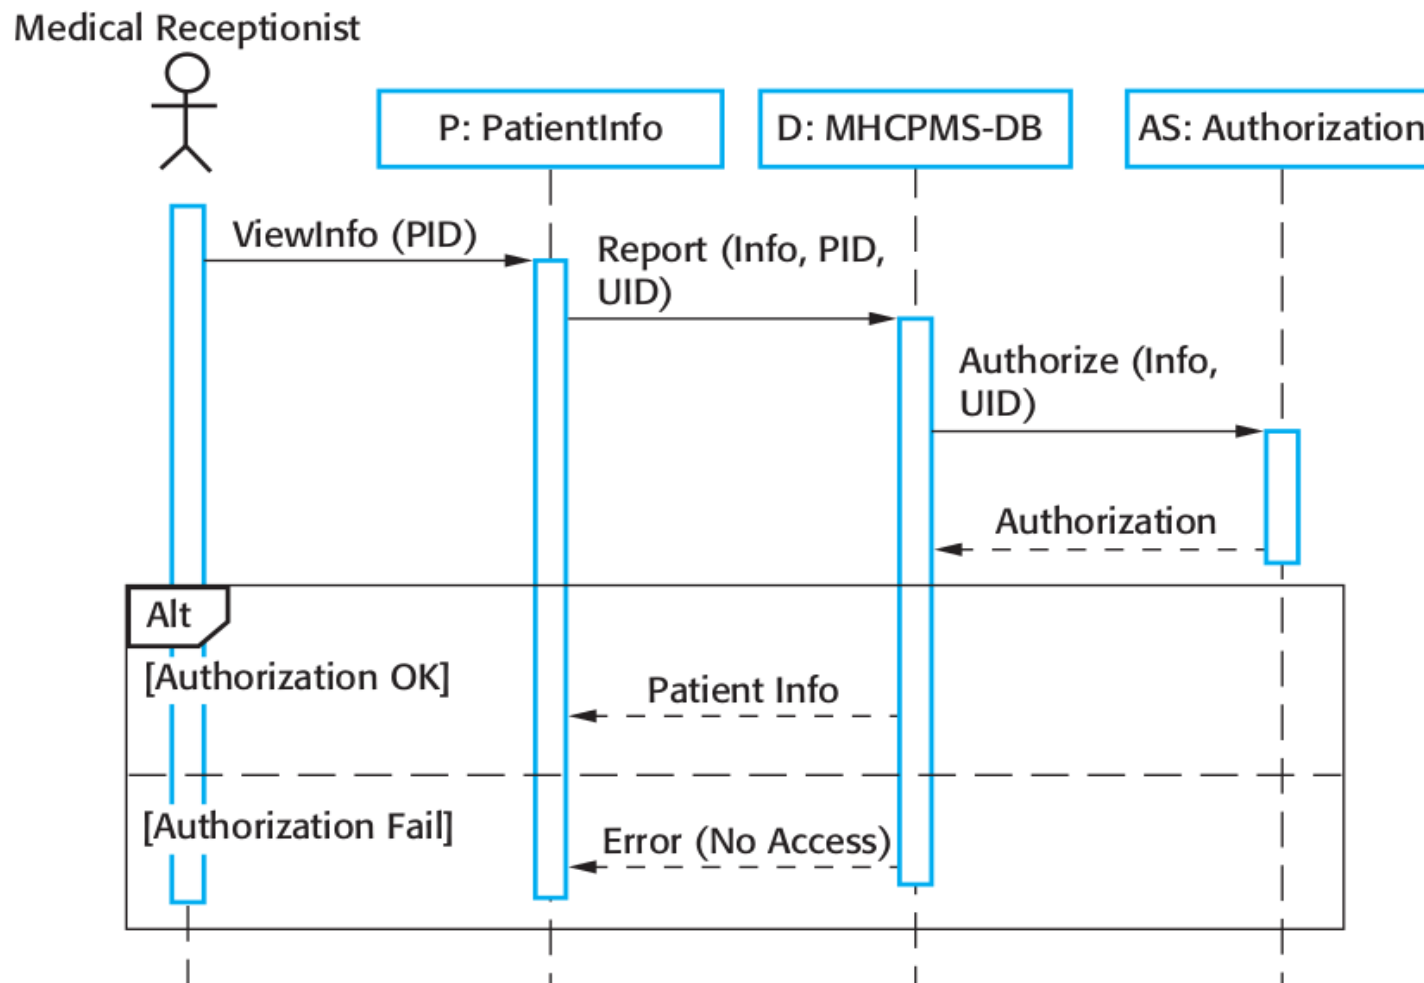 Medical Receptionist
P: PatientInfo
D: MHCPMS-DB
AS: Authorization
ViewInfo (PID)
Report (Info, PID,
UID)
Authorize (Info,
UID)
Authorization
Alt
[Authorization OK]
Patient Info
[Authorization Fail]
Error (No Access)